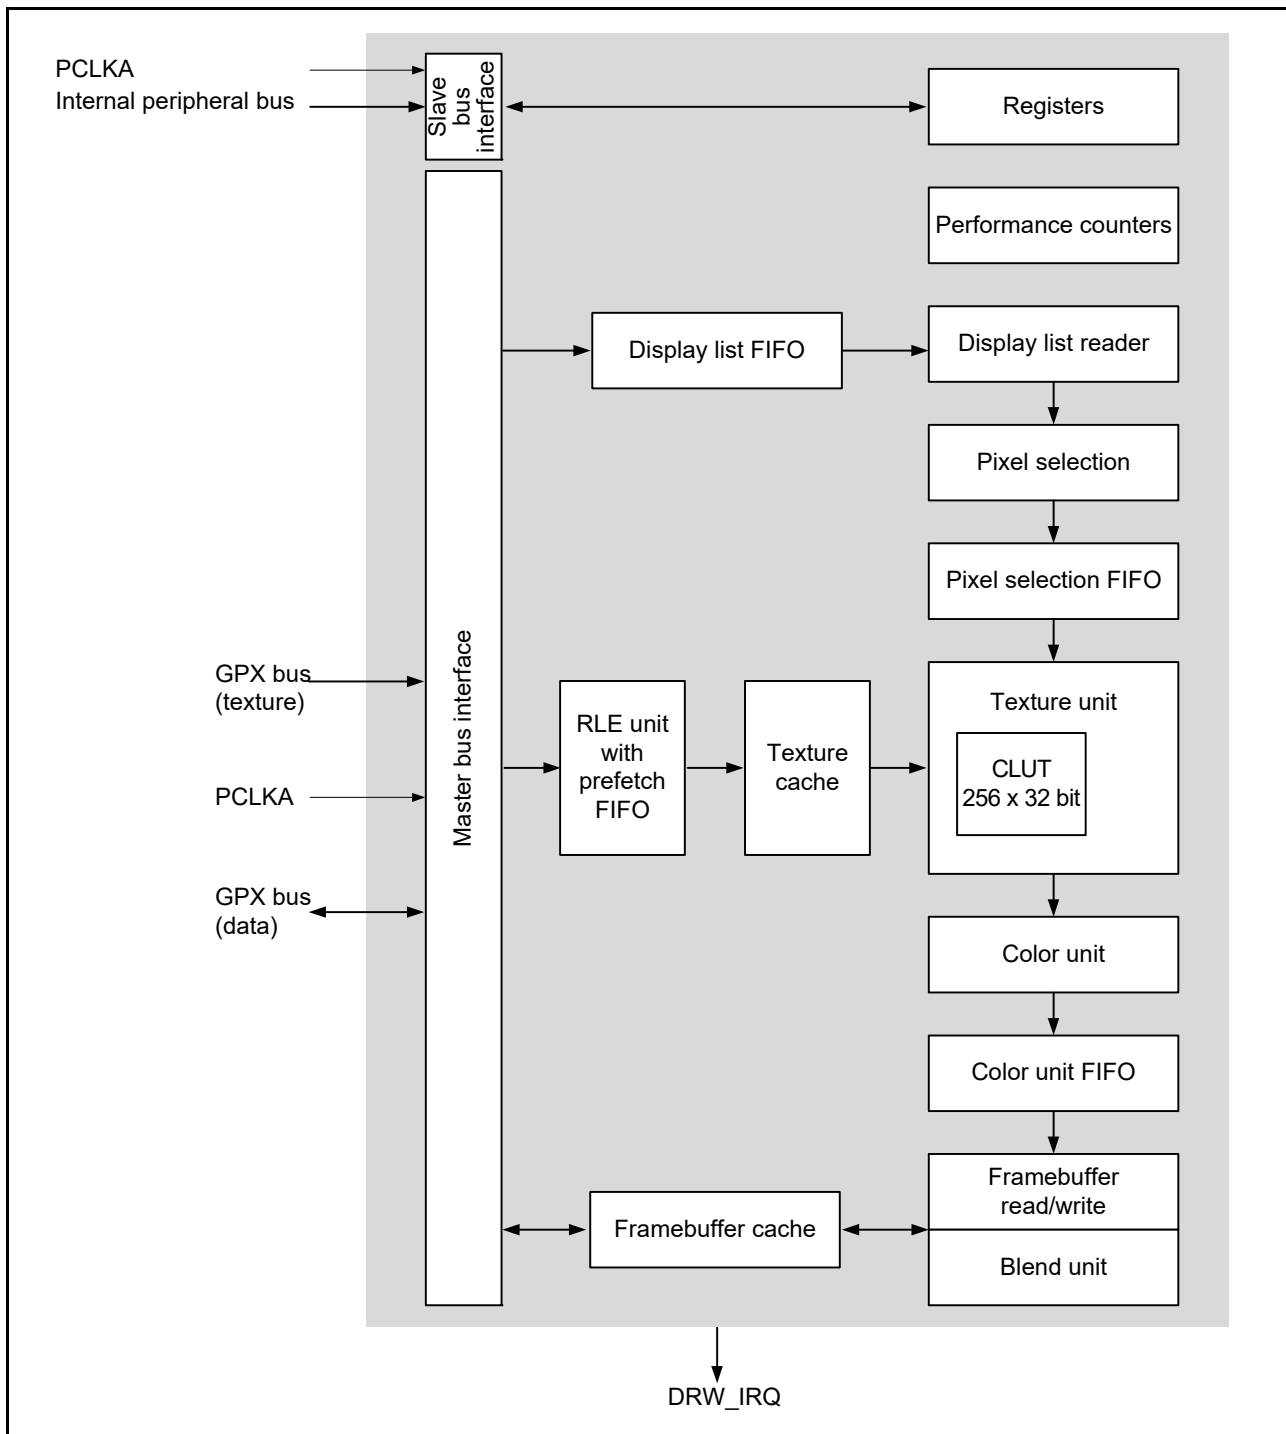 PCLKA
Internal peripheral bus
Slave
bus
interface
Registers
Performance counters
Display list FIFO
Display list reader
Pixel selection
Pixel selection FIFO
GPX bus
(texture)
Master bus interface
RLE unit
with
prefetch
FIFO
Texture
cache
Texture unit
CLUT
256 x 32 bit
PCLKA
GPX bus
(data)
Color unit
Color unit FIFO
Framebuffer
read/write
Framebuffer cache
Blend unit
DRW_IRQ